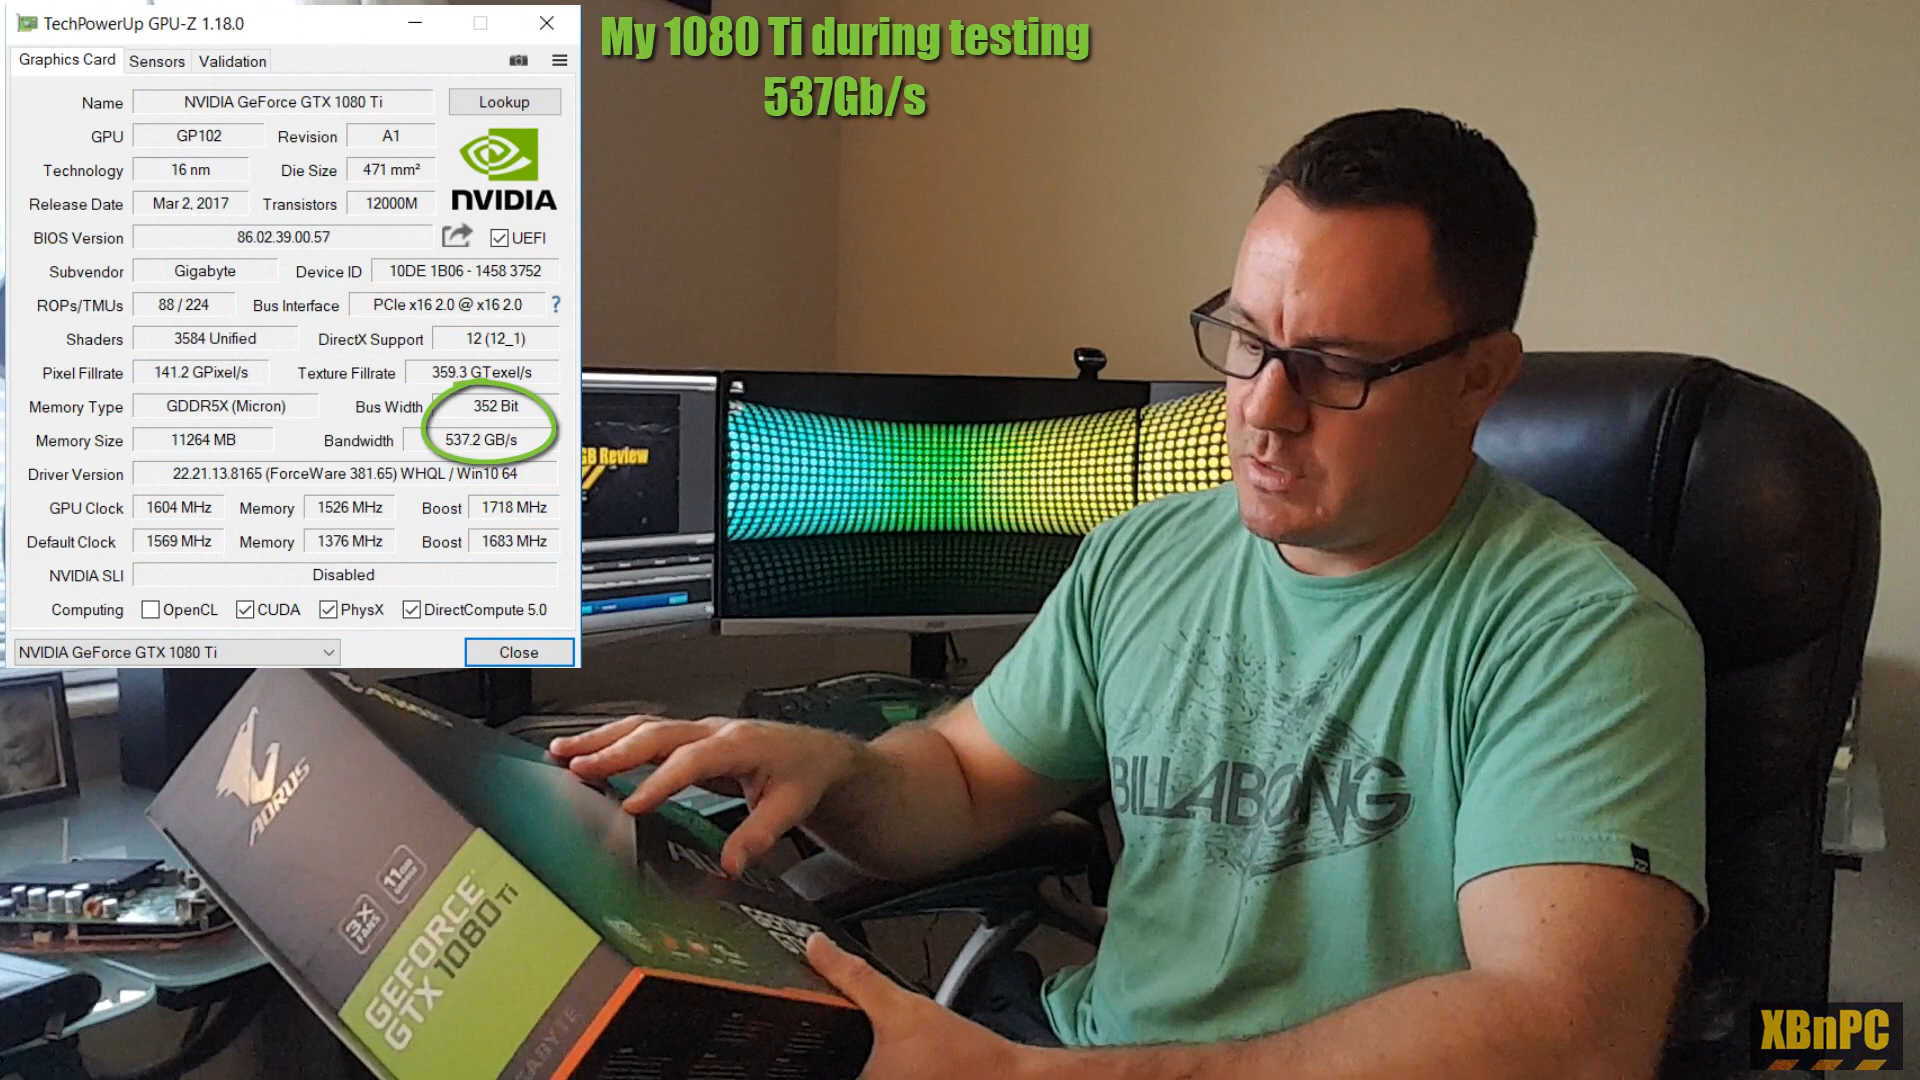 TechPowerUp GPU-Z 1.18.0
Graphics Card Sensors Validation
Name NVIDIA GeForce GTX 1080 Ti Lookup
GPU GP102 Revision A1
Technology 16 nm Die Size 471 mm²
NVIDIA
Release Date Mar 2, 2017 Transistors 12000M
BIOS Version 86.02.39.00.57 UEFI
Subvendor Gigabyte Device ID 10DE 1B06 - 1458 3752
ROPs/TMUs 88 / 224 Bus Interface PCIe x16 2.0 @ x16 2.0 ?
Shaders 3584 Unified DirectX Support 12 (12_1)
Pixel Fillrate 141.2 GPixel/s Texture Fillrate 359.3 GTexel/s
Memory Type GDDR5X (Micron) Bus Width 352 Bit
Memory Size 11264 MB Bandwidth 537.2 GB/s
Driver Version 22.21.13.8165 (ForceWare 381.65) WHQL / Win10 64
GPU Clock 1604 MHz Memory 1526 MHz Boost 1718 MHz
Default Clock 1569 MHz Memory 1376 MHz Boost 1683 MHz
NVIDIA SLI Disabled
Computing OpenCL CUDA PhysX DirectCompute 5.0
NVIDIA GeForce GTX 1080 Ti Close
My 1080 Ti during testing
537Gb/s
GB Review
acer
AORUS
AORUS
3X
FANS
11GB
GEFORCE
GTX 1080 Ti
GIGABYTE
BILLABONG
XBnPC